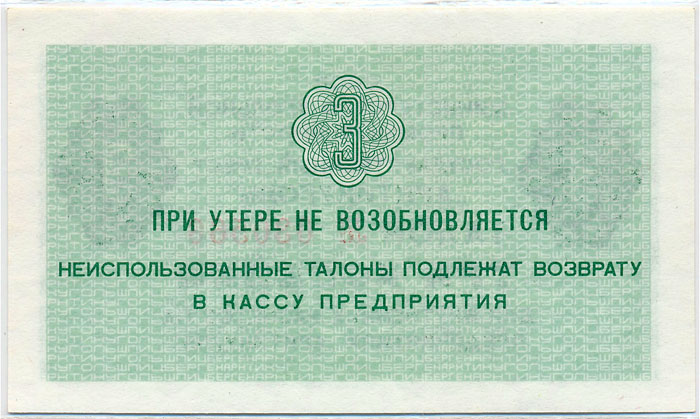 3
ПРИ УТЕРЕ НЕ ВОЗОБНОВЛЯЕТСЯ
НЕИСПОЛЬЗОВАННЫЕ ТАЛОНЫ ПОДЛЕЖАТ ВОЗВРАТУ
В КАССУ ПРЕДПРИЯТИЯ